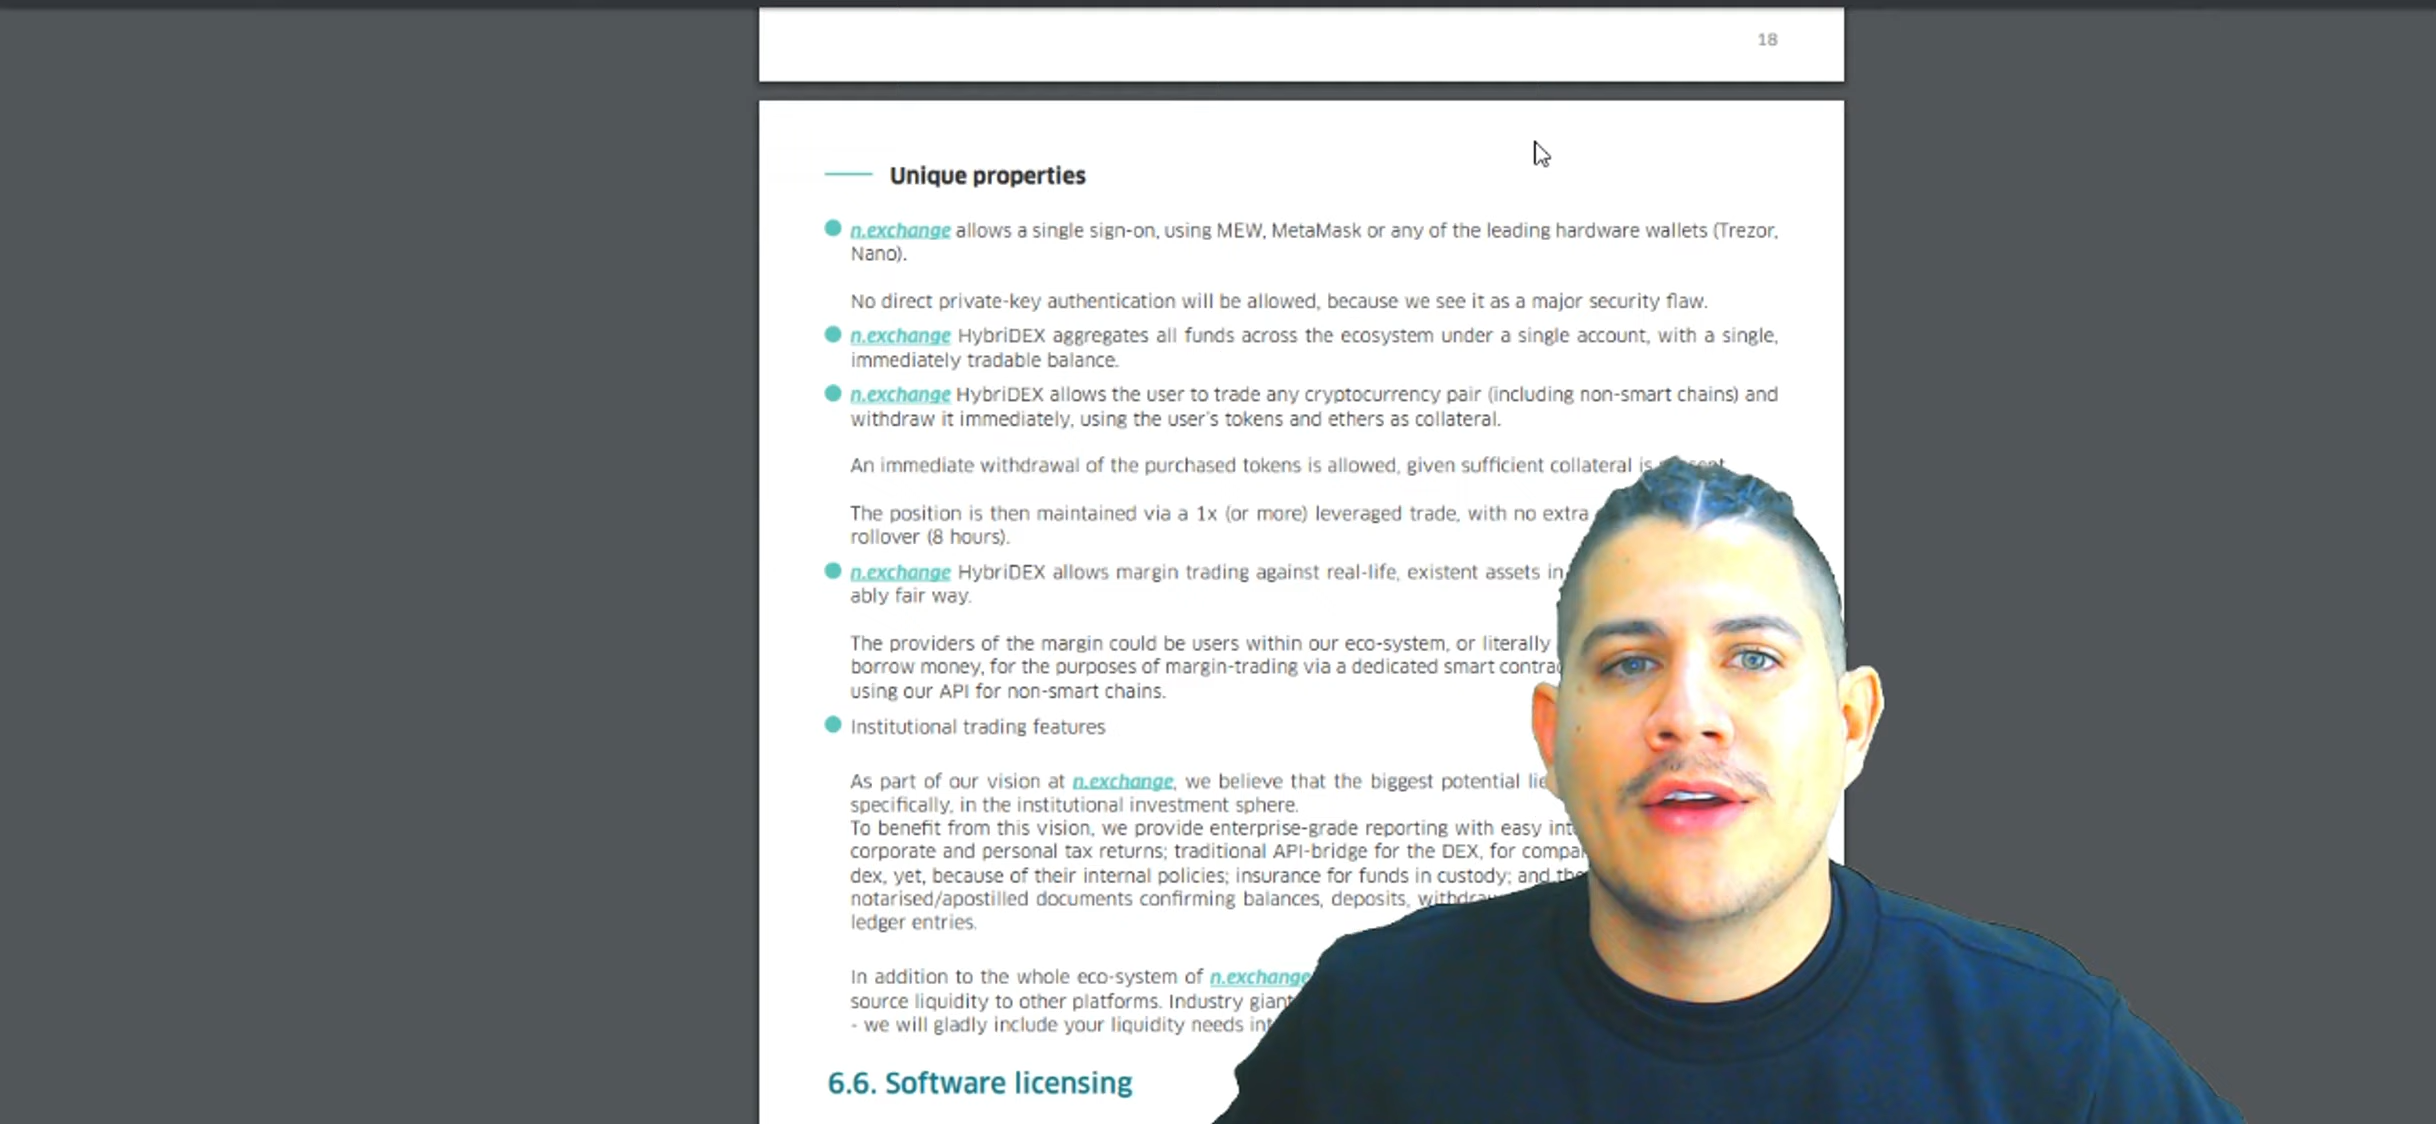 18
Unique properties
n.exchange allows a single sign-on, using MEW, MetaMask or any of the leading hardware wallets (Trezor,
Nano).
No direct private-key authentication will be allowed, because we see it as a major security flaw.
n.exchange HybriDEX aggregates all funds across the ecosystem under a single account, with a single,
immediately tradable balance.
n.exchange HybriDEX allows the user to trade any cryptocurrency pair (including non-smart chains) and
withdraw it immediately, using the user's tokens and ethers as collateral.
An immediate withdrawal of the purchased tokens is allowed, given sufficient collateral is
The position is then maintained via a 1x (or more) leveraged trade, with no extra
rollover (8 hours).
n.exchange HybriDEX allows margin trading against real-life, existent assets in
ably fair way.
The providers of the margin could be users within our eco-system, or literally
borrow money, for the purposes of margin-trading via a dedicated smart
using our API for non-smart chains.
Institutional trading features
As part of our vision at n.exchange, we believe that the biggest potential
specifically, in the institutional investment sphere.
To benefit from this vision, we provide enterprise-grade reporting with easy
corporate and personal tax returns; traditional API-bridge for the DEX, for
dex, yet, because of their internal policies; insurance for funds in custody; and
notarised/apostilled documents confirming balances, deposits,
ledger entries.
In addition to the whole eco-system of n.exchange
source liquidity to other platforms. Industry
- we will gladly include your liquidity needs
6.6. Software licensing